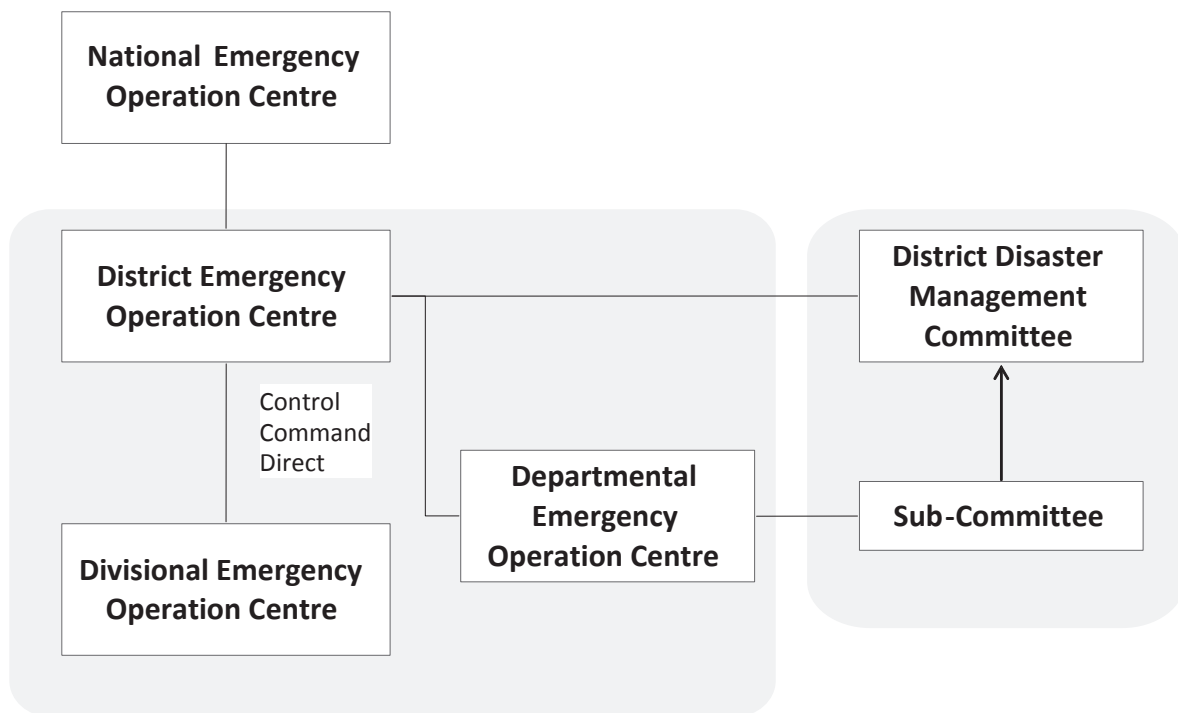 National Emergency
Operation Centre
District Emergency
Operation Centre
District Disaster
Management
Committee
Control
Command
Direct
Departmental
Emergency
Operation Centre
Sub-Committee
Divisional Emergency
Operation Centre